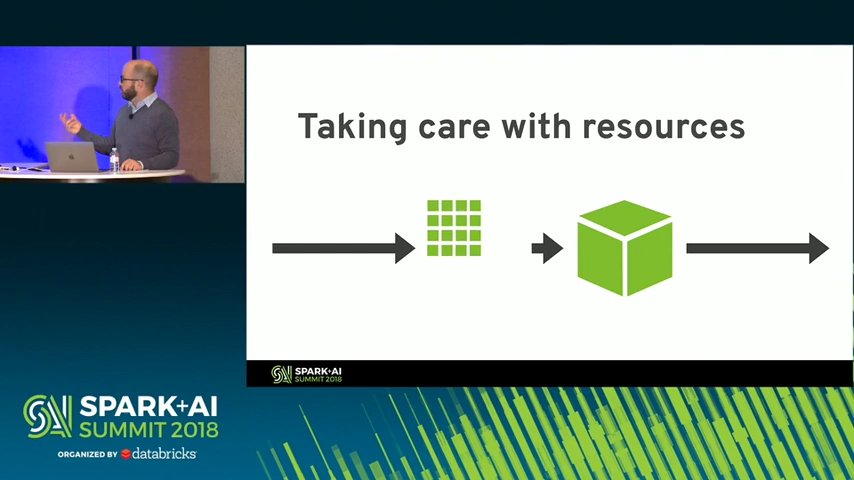 Taking care with resources
SPARK+AI
SUMMIT 2018
SPARK+AI
SUMMIT 2018
ORGANIZED BY databricks